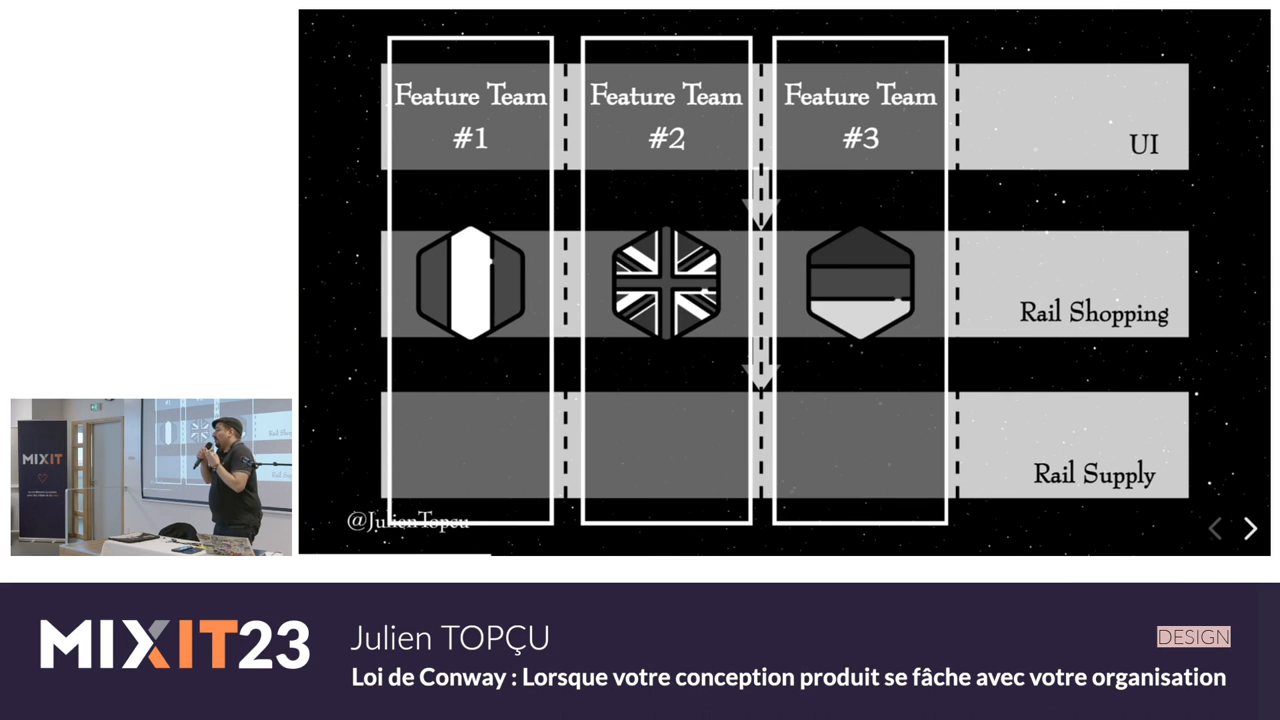 Feature Team
#1
Feature Team
#2
Feature Team
#3
UI
Rail Shopping
Rail Supply
@JulienTopcu
MIXIT
MIXIT23
Julien TOPÇU
DESIGN
Loi de Conway : Lorsque votre conception produit se fâche avec votre organisation